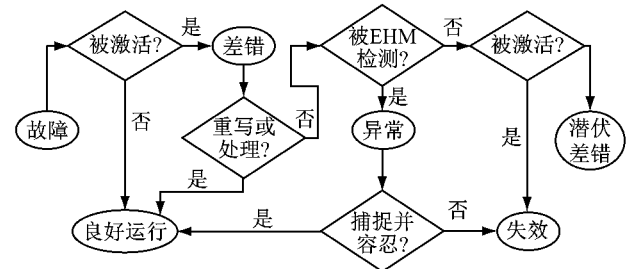 被激活?
是
差错
否
故障
重写或
处理?
是
否
被EHM
检测?
否
被激活?
是
异常
是
潜伏
差错
良好运行
是
捕捉并
容忍?
否
失效